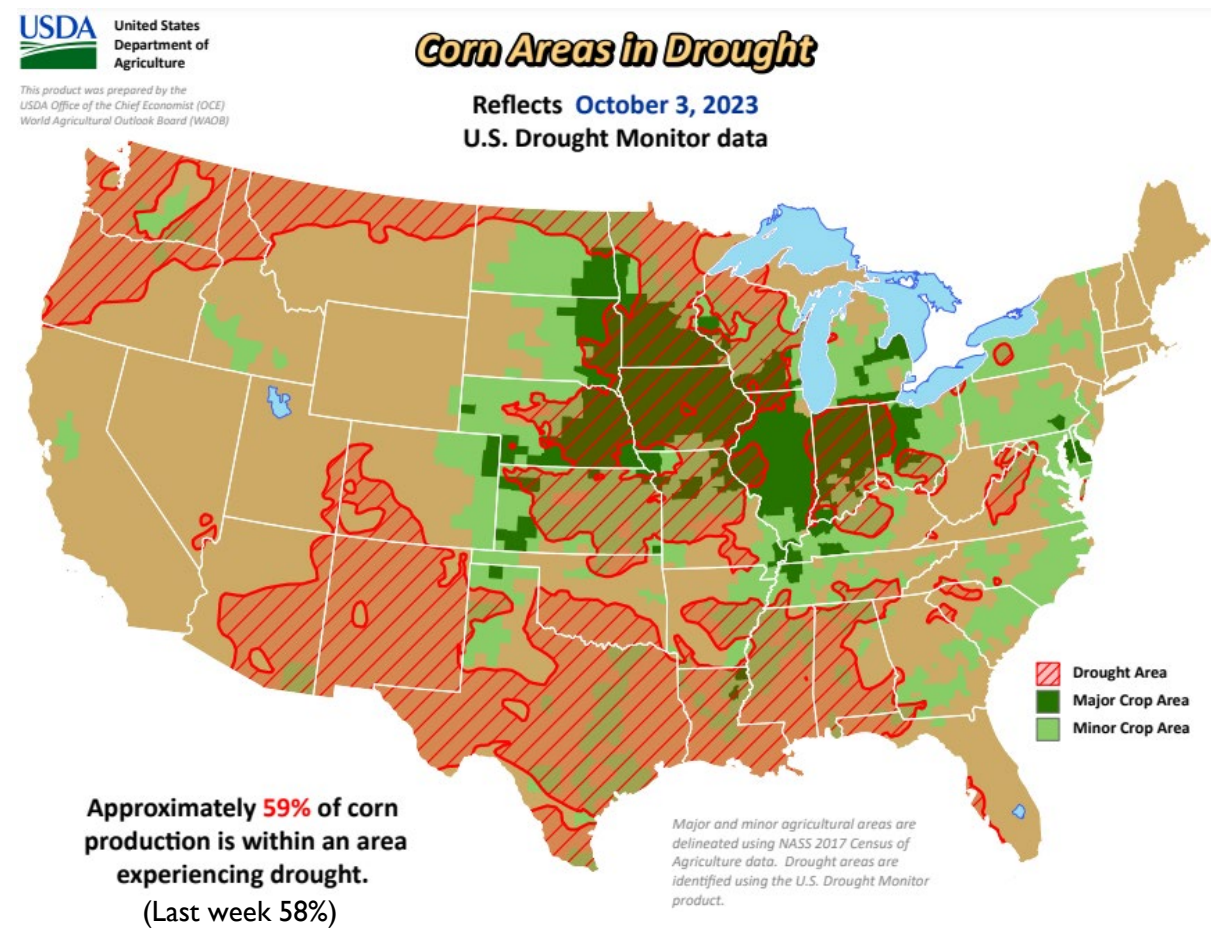 USDA
United States
Department of
Agriculture
This product was prepared by the
USDA Office of the Chief Economist (OCE)
World Agricultural Outlook Board (WAOB)
Corn Areas in Drought
Reflects October 3, 2023
U.S. Drought Monitor data
Drought Area
Major Crop Area
Minor Crop Area
Approximately 59% of corn
production is within an area
experiencing drought.
(Last week 58%)
Major and minor agricultural areas are
delineated using NASS 2017 Census of
Agriculture data. Drought areas are
identified using the U.S. Drought Monitor
product.